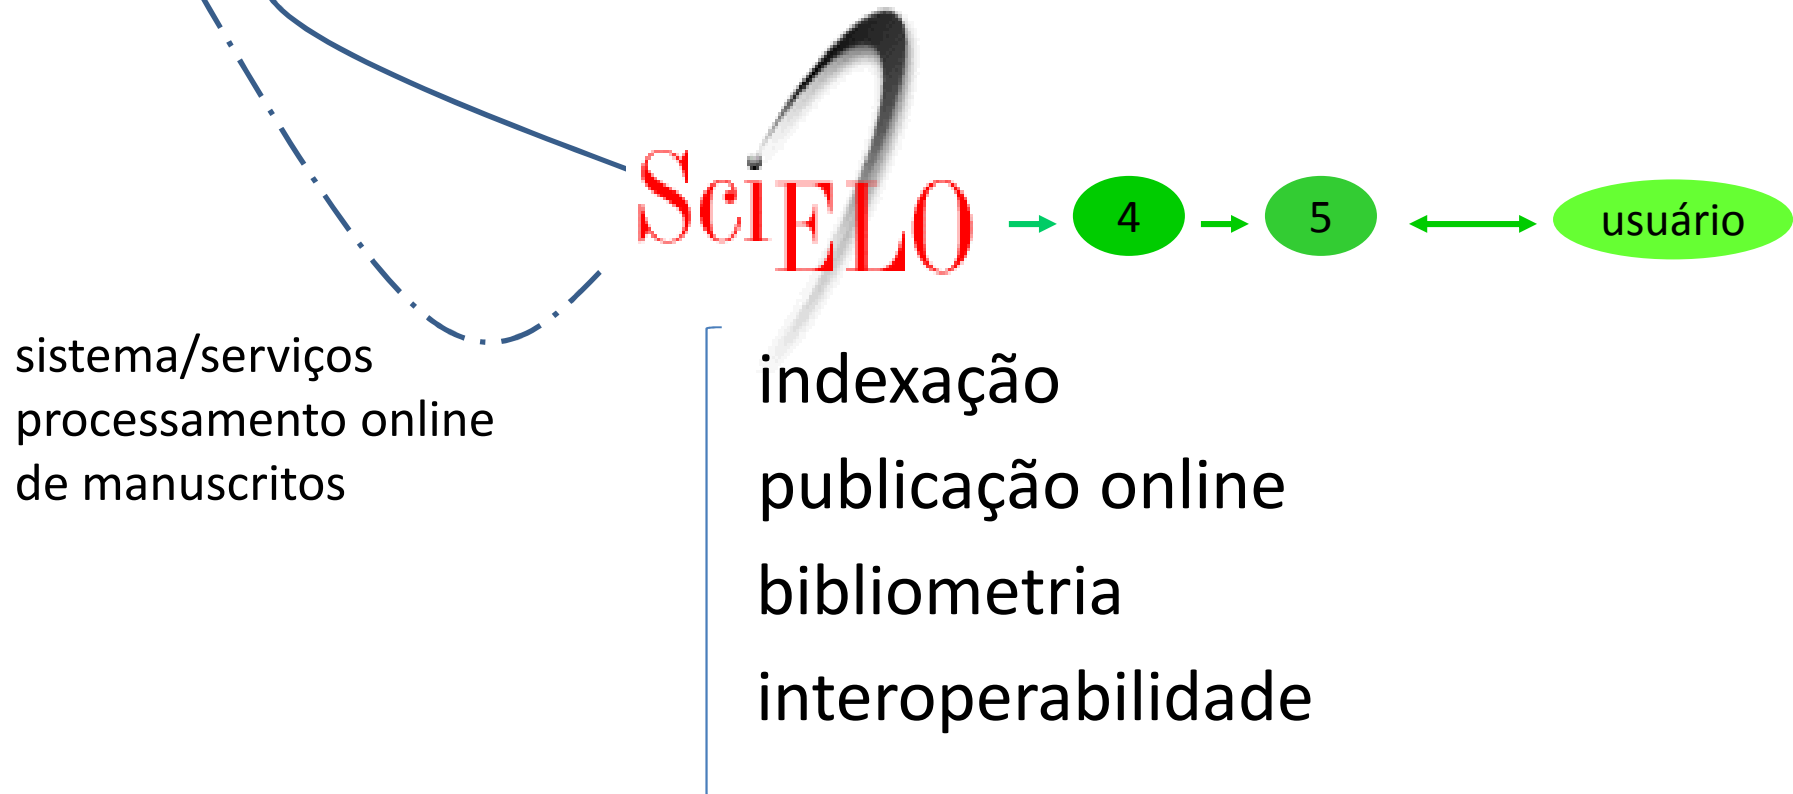 SciELO
4
5
usuário
sistema/serviços
processamento online
de manuscritos
indexação
publicação online
bibliometria
interoperabilidade